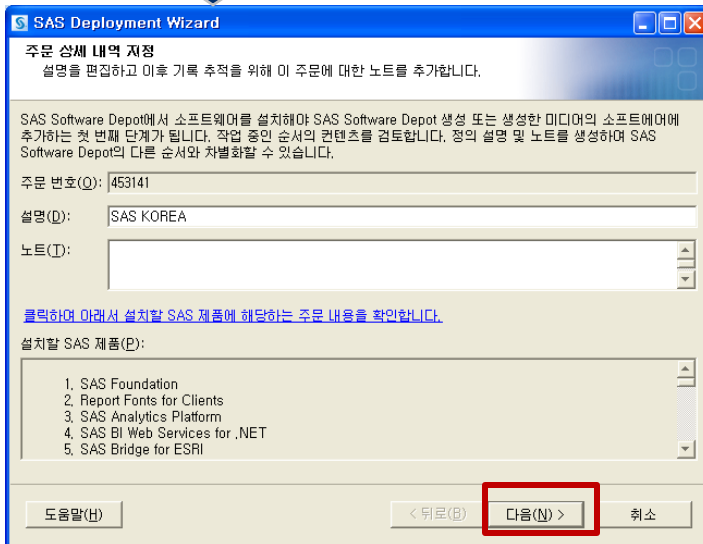 SAS Deployment Wizard
주문 상세 내역 지정
설명을 편집하고 이후 기록 추적을 위해 이 주문에 대한 노트를 추가합니다.
SAS Software Depot에서 소프트웨어를 설치해야 SAS Software Depot 생성 또는 생성한 미디어의 소프트에어에
추가하는 첫 번째 단계가 됩니다. 작업 중인 순서의 컨텐츠를 검토합니다. 정의 설명 및 노트를 생성하여 SAS
Software Depot의 다른 순서와 차별화할 수 있습니다.
주문 번호(O): 453141
설명(D): SAS KOREA
노트(T):
클릭하여 아래서 설치할 SAS 제품에 해당하는 주문 내용을 확인합니다.
설치할 SAS 제품(P):
1. SAS Foundation
2. Report Fonts for Clients
3. SAS Analytics Platform
4. SAS BI Web Services for .NET
5. SAS Bridge for ESRI
도움말(H) < 뒤로(B) 다음(N) > 취소